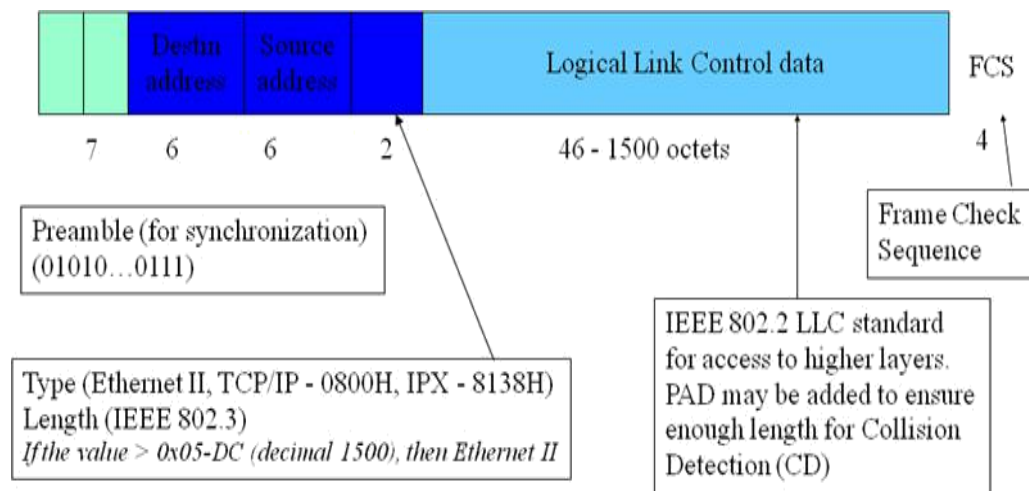 Destin address
Source address
Logical Link Control data
FCS
7
6
6
2
46 - 1500 octets
4
Preamble (for synchronization)
(01010…0111)
Frame Check
Sequence
Type (Ethernet II, TCP/IP - 0800H, IPX - 8138H)
Length (IEEE 802.3)
If the value > 0x05-DC (decimal 1500), then Ethernet II
IEEE 802.2 LLC standard
for access to higher layers.
PAD may be added to ensure
enough length for Collision
Detection (CD)